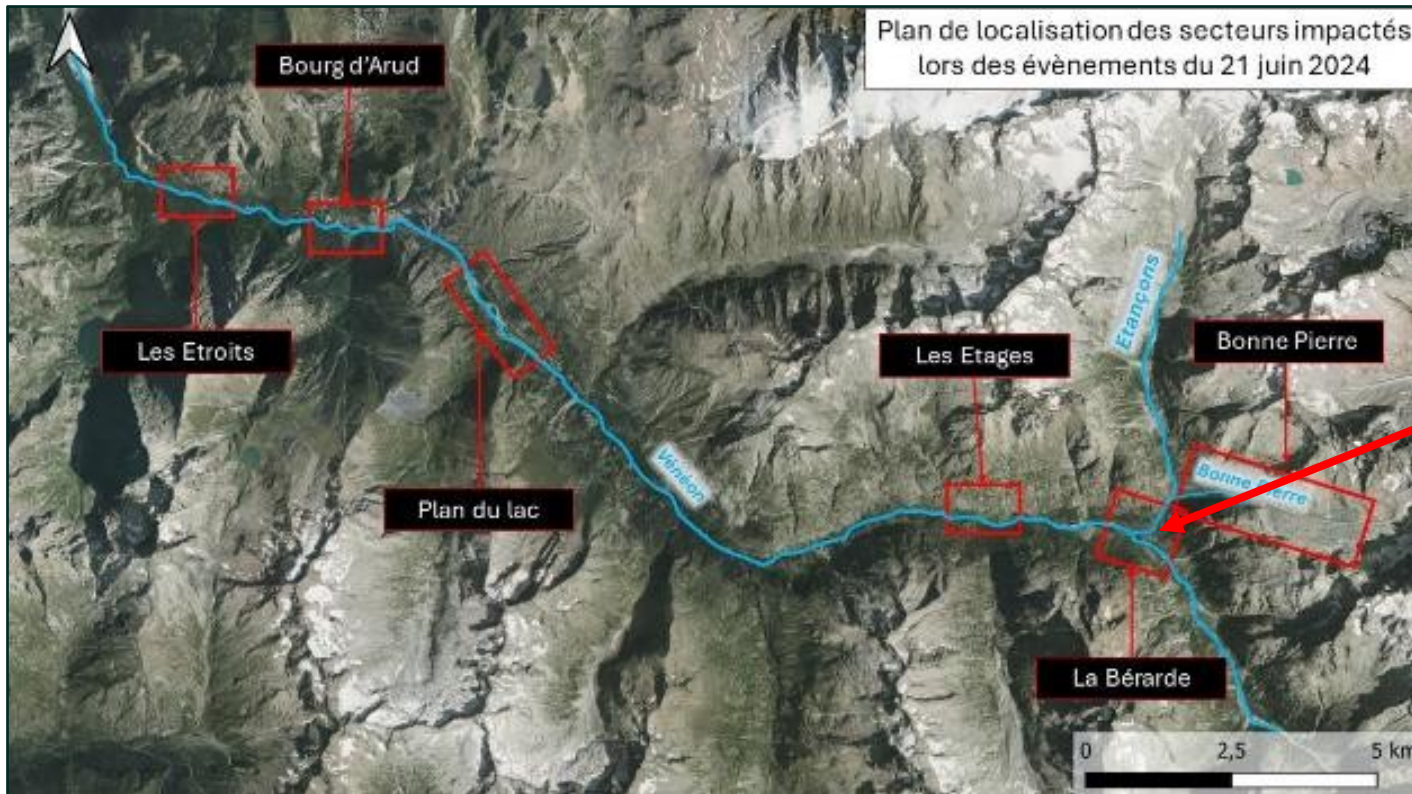 Plan de localisation des secteurs impactés
lors des évènements du 21 juin 2024
Bourg d'Arud
Les Etroits
Plan du lac
Vénéon
Les Etages
Etançons
Bonne Pierre
Bonne Pierre
La Bérarde
0 2,5 5 km